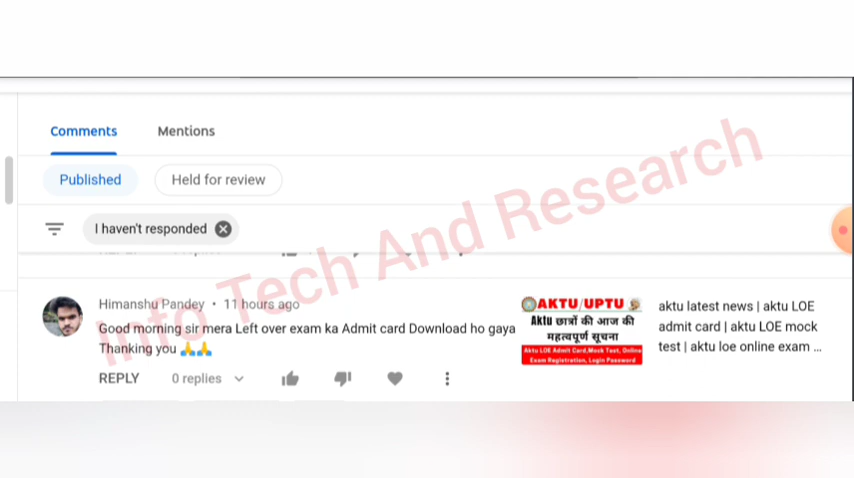 Comments Mentions
Published Held for review
I haven't responded
Himanshu Pandey • 11 hours ago
Good morning sir mera Left over exam ka Admit card Download ho gaya
Thanking you 🙏🙏
REPLY 0 replies
AKTU/UPTU
Aktu छात्रों की आज की
महत्वपूर्ण सूचना
Aktu LOE Admit Card,Mock Test, Online
Exam Registration, Login Password
aktu latest news | aktu LOE
admit card | aktu LOE mock
test | aktu loe online exam ...
Info Tech And Research